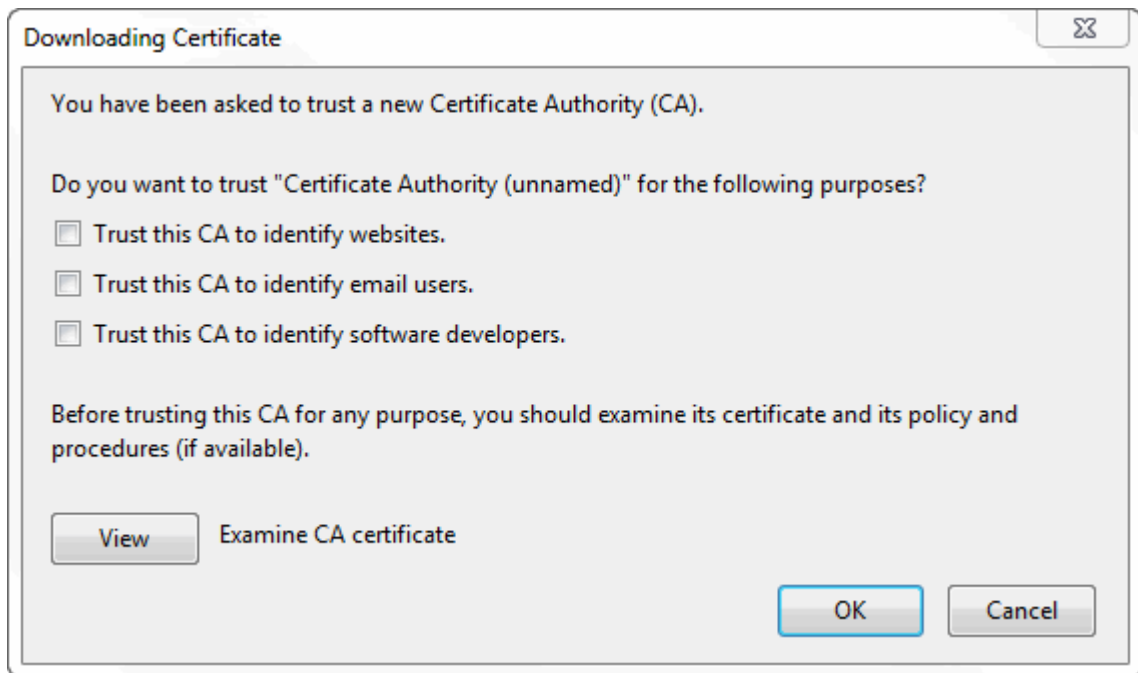 Downloading Certificate
You have been asked to trust a new Certificate Authority (CA).
Do you want to trust "Certificate Authority (unnamed)" for the following purposes?
Trust this CA to identify websites.
Trust this CA to identify email users.
Trust this CA to identify software developers.
Before trusting this CA for any purpose, you should examine its certificate and its policy and
procedures (if available).
View Examine CA certificate
OK Cancel